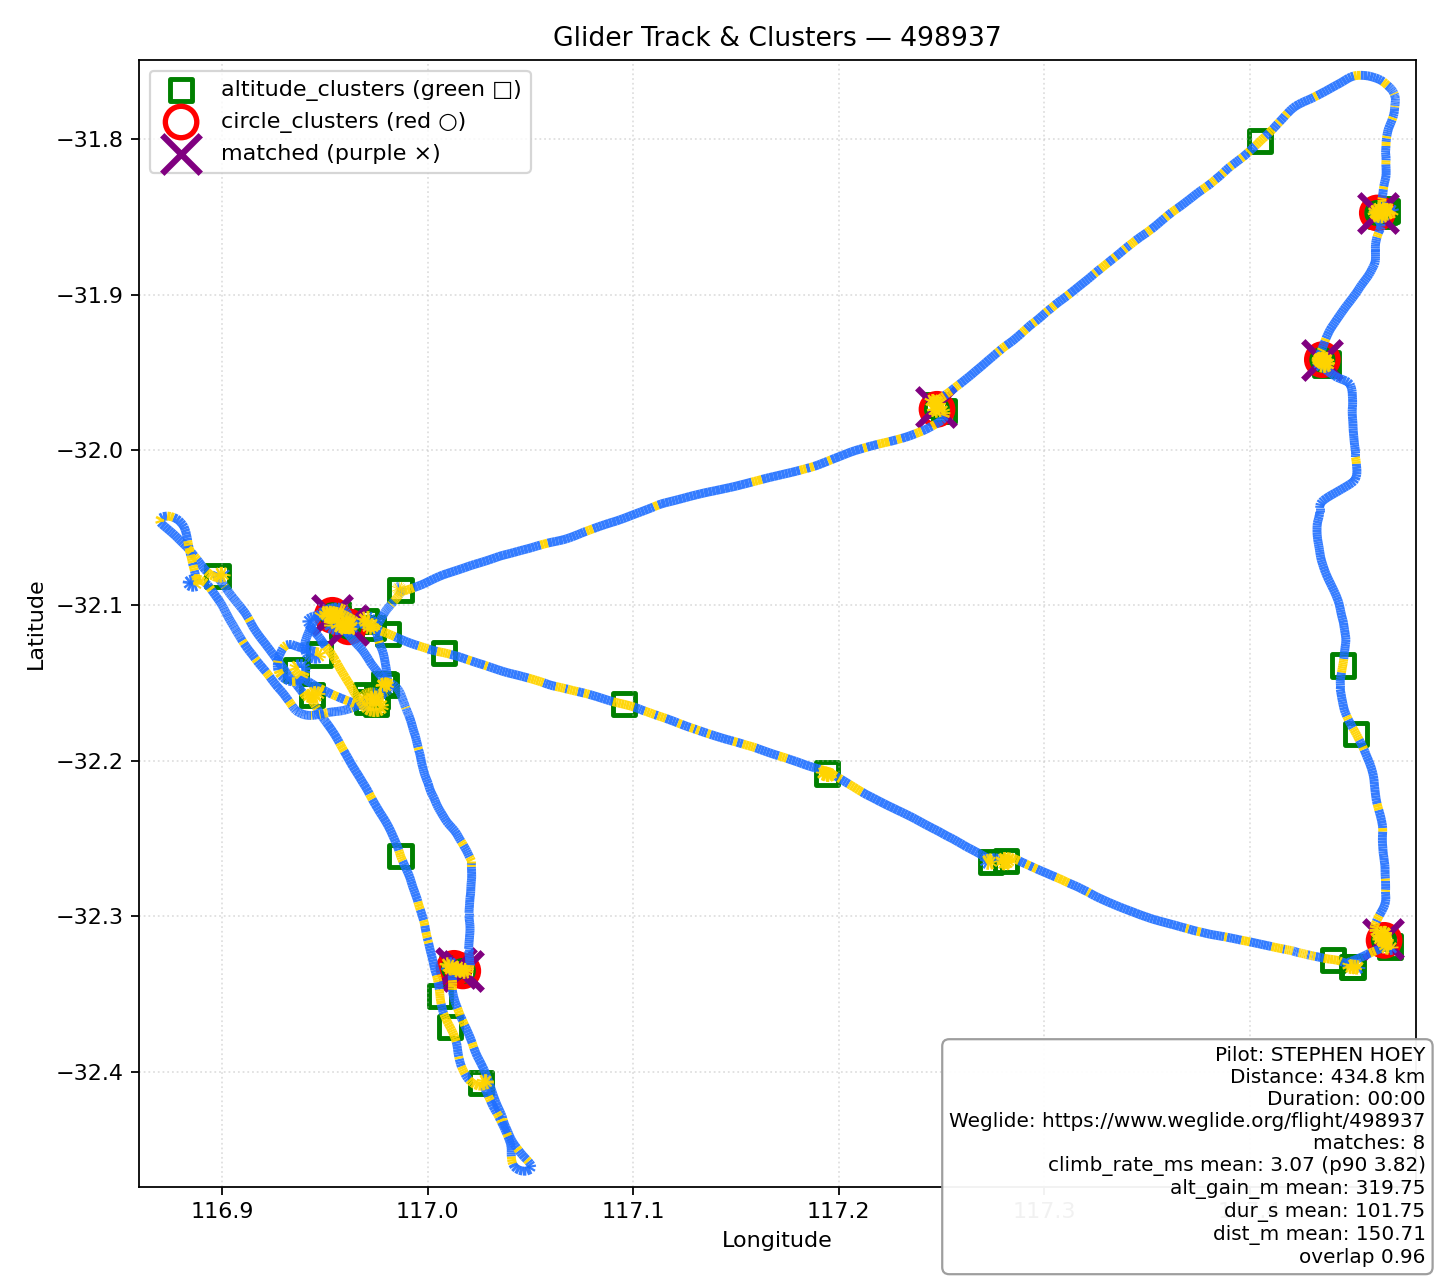 Glider Track & Clusters — 498937
altitude_clusters (green □)
circle_clusters (red ○)
matched (purple ×)
−31.8
−31.9
−32.0
−32.1
−32.2
−32.3
−32.4
Latitude
116.9
117.0
117.1
117.2
117.3
Longitude
Pilot: STEPHEN HOEY
Distance: 434.8 km
Duration: 00:00
Weglide: https://www.weglide.org/flight/498937
matches: 8
climb_rate_ms mean: 3.07 (p90 3.82)
alt_gain_m mean: 319.75
dur_s mean: 101.75
dist_m mean: 150.71
overlap 0.96